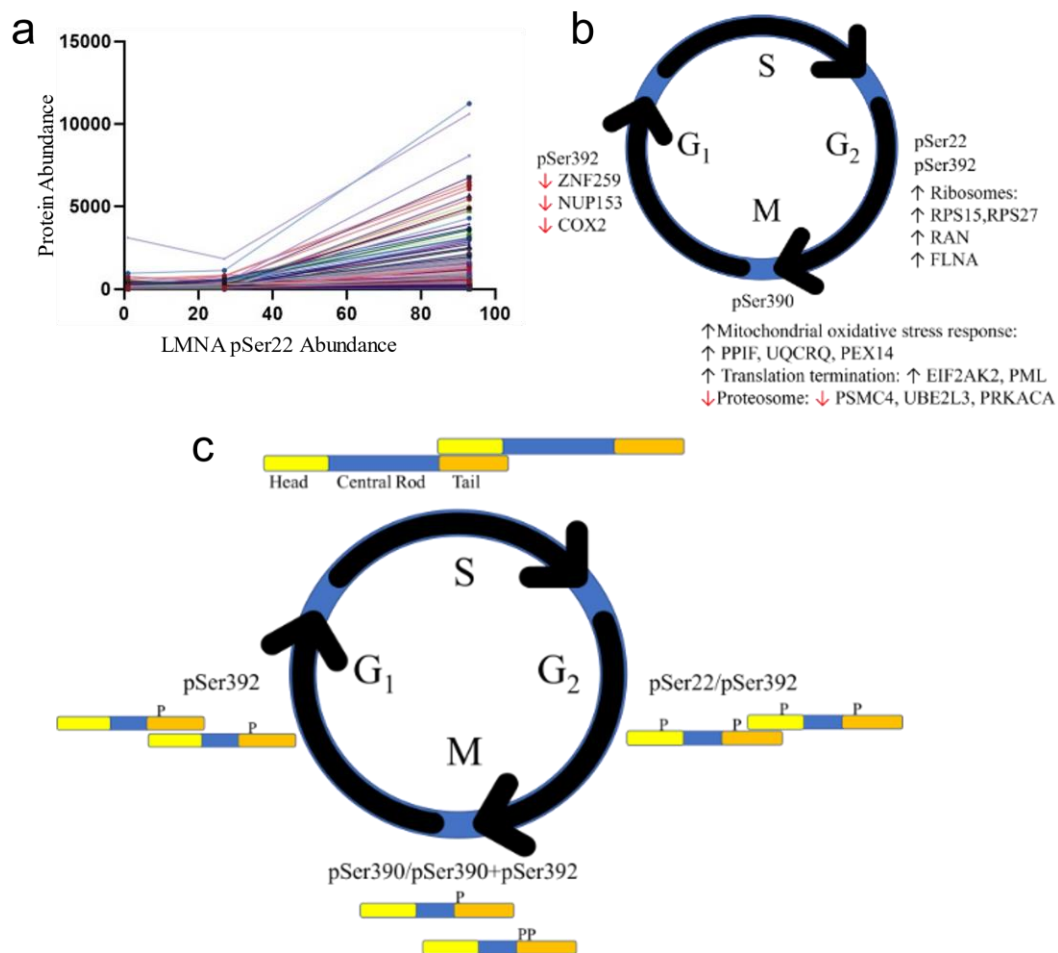 a
15000
10000
5000
0
Protein Abundance
0 20 40 60 80 100
LMNA pSer22 Abundance
b
S
G1
G2
M
pSer392
↓ ZNF259
↓ NUP153
↓ COX2
pSer22
pSer392
↑ Ribosomes:
↑ RPS15,RPS27
↑ RAN
↑ FLNA
pSer390
↑Mitochondrial oxidative stress response:
↑ PPIF, UQCRQ, PEX14
↑ Translation termination: ↑ EIF2AK2, PML
↓Proteosome: ↓ PSMC4, UBE2L3, PRKACA
c
Head Central Rod Tail
S
G1
G2
M
pSer392
P
P
pSer22/pSer392
P P
P P
pSer390/pSer390+pSer392
P
PP